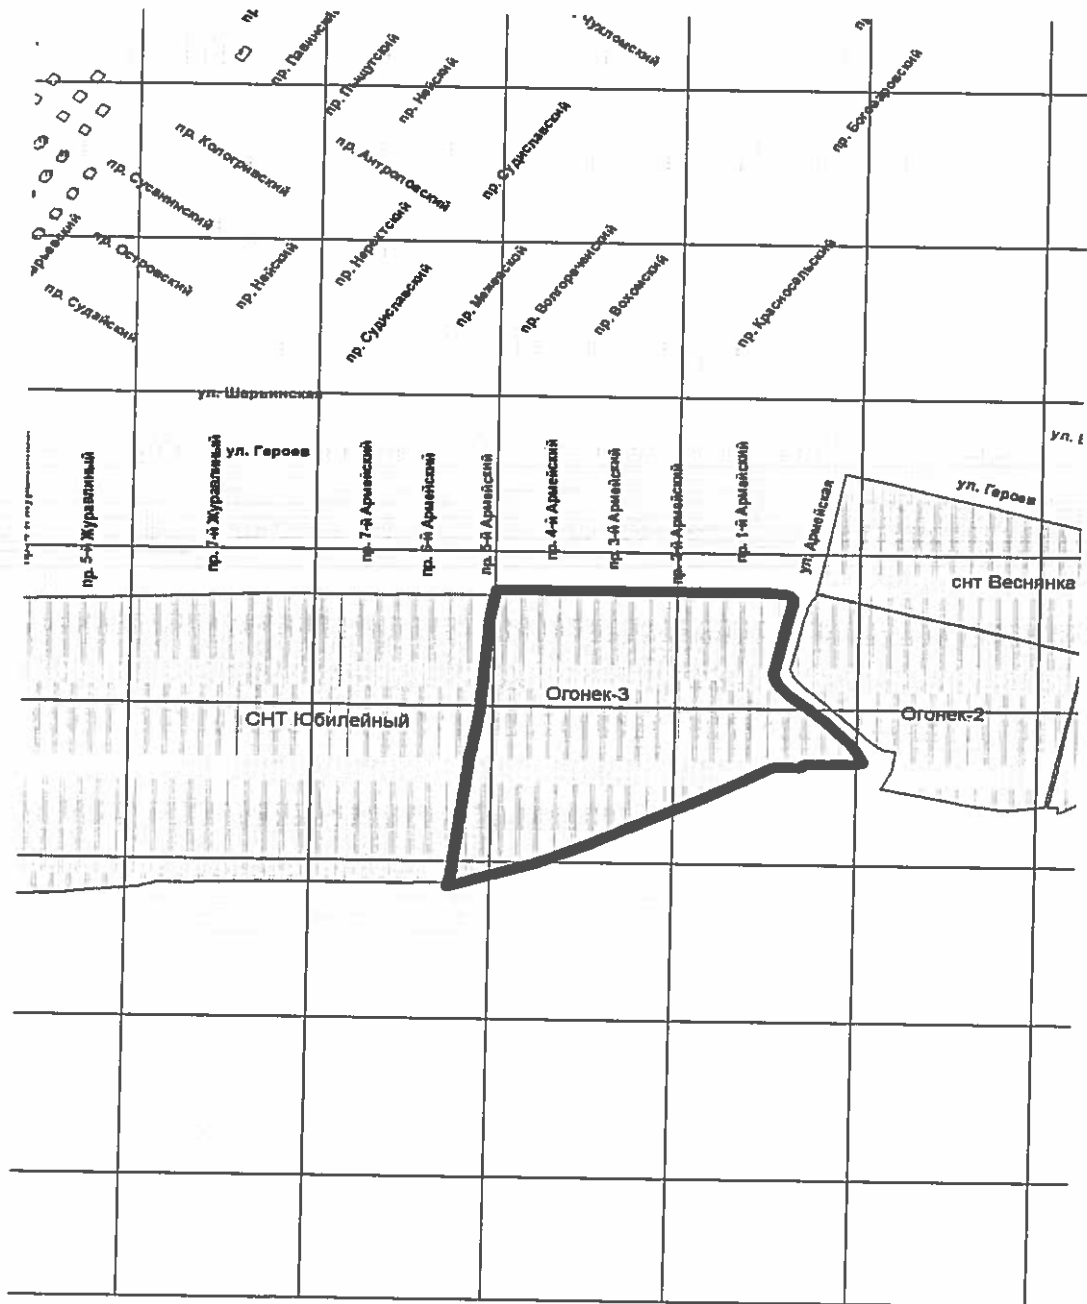 пр. Павинский
пр. Пыщугский
пр. Нейский
Чухломский
пр. Боговаровский
пр. Кологривский
пр. Антроповский
пр. Судиславский
пр. Сусанинский
пр. Островский
пр. Нейский
пр. Нерехтский
пр. Судиславский
пр. Межевской
пр. Волгореченский
пр. Вохомский
пр. Красносельский
пр. Судайский
ул. Шарьинская
ул. Героев
пр. 5-й Журавлиный
пр. 7-й Журавлиный
пр. 7-й Армейский
пр. 6-й Армейский
пр. 5-й Армейский
пр. 4-й Армейский
пр. 3-й Армейский
пр. 2-й Армейский
пр. 1-й Армейский
ул. Армейская
ул. Героев
снт Веснянка
Огонек-3
СНТ Юбилейный
Огонек-2